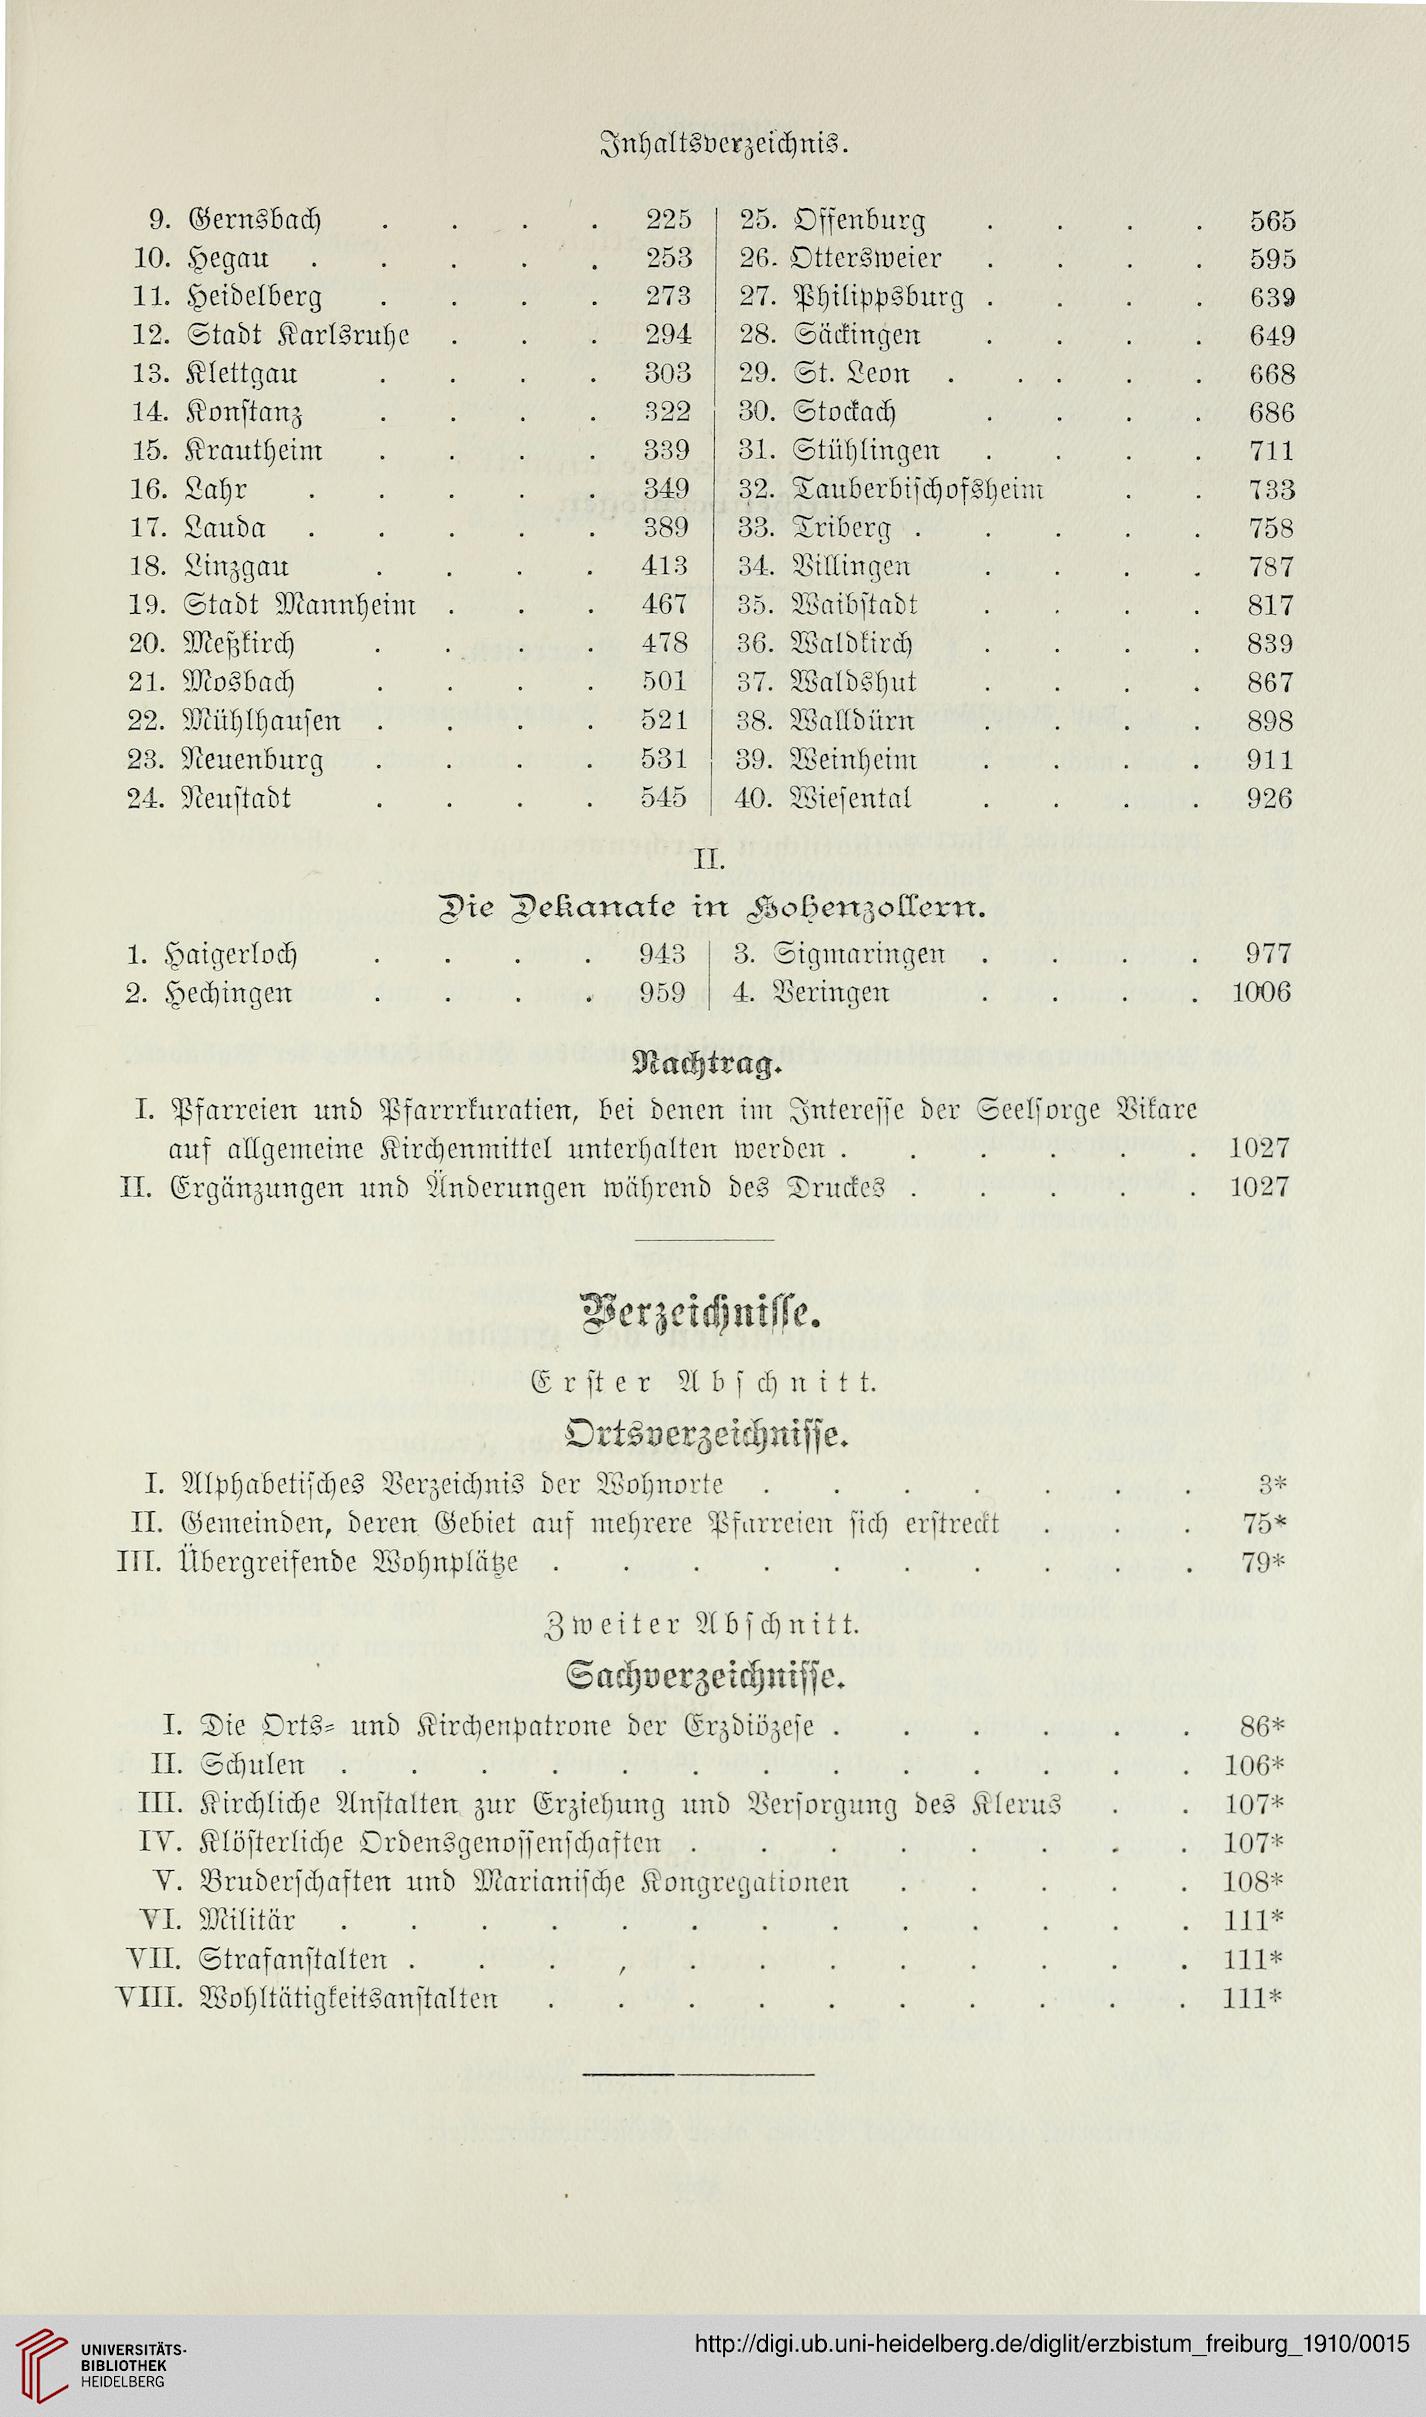 Inhaltsverzeichnis.
9. Gernsbach . . . . 225
10. Hegau . . . . . 253
11. Heidelberg . . . . 273
12. Stadt Karlsruhe . . . 294
13. Klettgau . . . . 303
14. Konstanz . . . . 322
15. Krautheim . . . . 339
16. Lahr . . . . . 349
17. Lauda . . . . . 389
18. Linzgau . . . . 413
19. Stadt Mannheim . . . 467
20. Meßkirch . . . . 478
21. Mosbach . . . . 501
22. Mühlhausen . . . . 521
23. Neuenburg . . . . 531
24. Neustadt . . . . 545
25. Offenburg . . . . 565
26. Ottersweier . . . . 595
27. Philippsburg . . . . 639
28. Säckingen . . . . 649
29. St. Leon . . . . . 668
30. Stockach . . . . 686
31. Stühlingen . . . . 711
32. Tauberbischofsheim . . 733
33. Triberg . . . . . 758
34. Villingen . . . . 787
35. Waibstadt . . . . 817
36. Waldkirch . . . . 839
37. Waldshut . . . . 867
38. Walldürn . . . . 898
39. Weinheim . . . . 911
40. Wiesental . . . . 926
II.
Die Dekanate in Hohenzollern.
1. Haigerloch . . . . 943
2. Hechingen . . . . 959
3. Sigmaringen . . . . 977
4. Veringen . . . . 1006
Nachtrag.
I. Pfarreien und Pfarrrkuratien, bei denen im Interesse der Seelsorge Vikare
auf allgemeine Kirchenmittel unterhalten werden . . . . . . 1027
II. Ergänzungen und Änderungen während des Druckes . . . . . 1027
Verzeichnisse.
Erster Abschnitt.
Ortsverzeichnisse.
I. Alphabetisches Verzeichnis der Wohnorte . . . . . . . 3*
II. Gemeinden, deren Gebiet auf mehrere Pfarreien sich erstreckt . . . 75*
III. Übergreifende Wohnplätze . . . . . . . . . . 79*
Zweiter Abschnitt.
Sachverzeichnisse.
I. Die Orts- und Kirchenpatrone der Erzdiözese . . . . . . 86*
II. Schulen . . . . . . . . . . . . . 106*
III. Kirchliche Anstalten zur Erziehung und Versorgung des Klerus . . 107*
IV. Klösterliche Ordensgenossenschaften . . . . . . . . 107*
V. Bruderschaften und Marianische Kongregationen . . . . . 108*
VI. Militär . . . . . . . . . . . . . 111*
VII. Strafanstalten . . . , . . . . . . . . 111*
VIII. Wohltätigkeitsanstalten . . . . . . . . . . 111*
UNIVERSITÄTS-
BIBLIOTHEK
HEIDELBERG
http://digi.ub.uni-heidelberg.de/diglit/erzbistum_freiburg_1910/0015